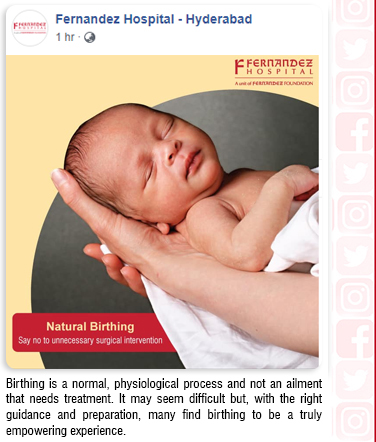 Fernandez Hospital - Hyderabad
1 hr ·
FERNANDEZ
HOSPITAL
A unit of FERNANDEZ FOUNDATION
Natural Birthing
Say no to unnecessary surgical intervention
Birthing is a normal, physiological process and not an ailment
that needs treatment. It may seem difficult but, with the right
guidance and preparation, many find birthing to be a truly
empowering experience.